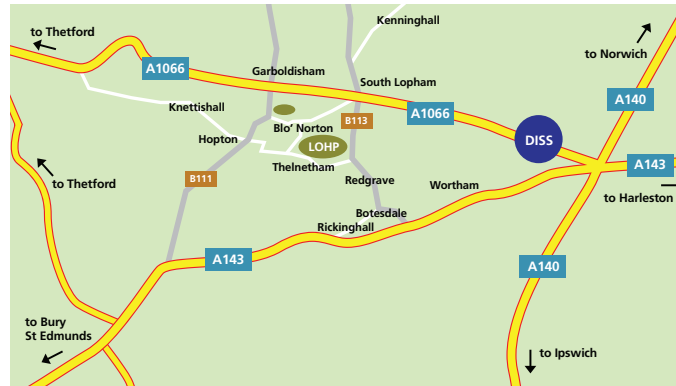 Kenninghall
to Thetford
to Norwich
A1066
Garboldisham
South Lopham
A140
Knettishall
A1066
Blo’ Norton
B113
DISS
Hopton
LOHP
A143
Thelnetham
to Thetford
B111
Redgrave
Wortham
to Harleston
Botesdale
Rickinghall
A143
A140
to Bury
St Edmunds
to Ipswich